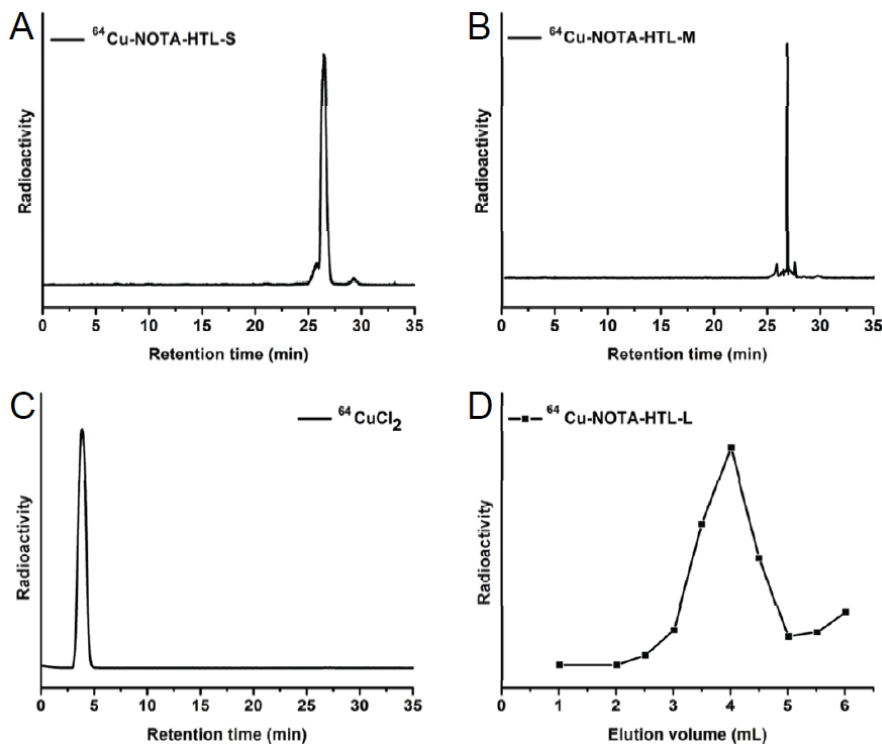 A
⁶⁴Cu-NOTA-HTL-S
Radioactivity
0 5 10 15 20 25 30 35
Retention time (min)
B
⁶⁴Cu-NOTA-HTL-M
Radioactivity
0 5 10 15 20 25 30 35
Retention time (min)
C
⁶⁴CuCl₂
Radioactivity
0 5 10 15 20 25 30 35
Retention time (min)
D
⁶⁴Cu-NOTA-HTL-L
Radioactivity
0 1 2 3 4 5 6
Elution volume (mL)